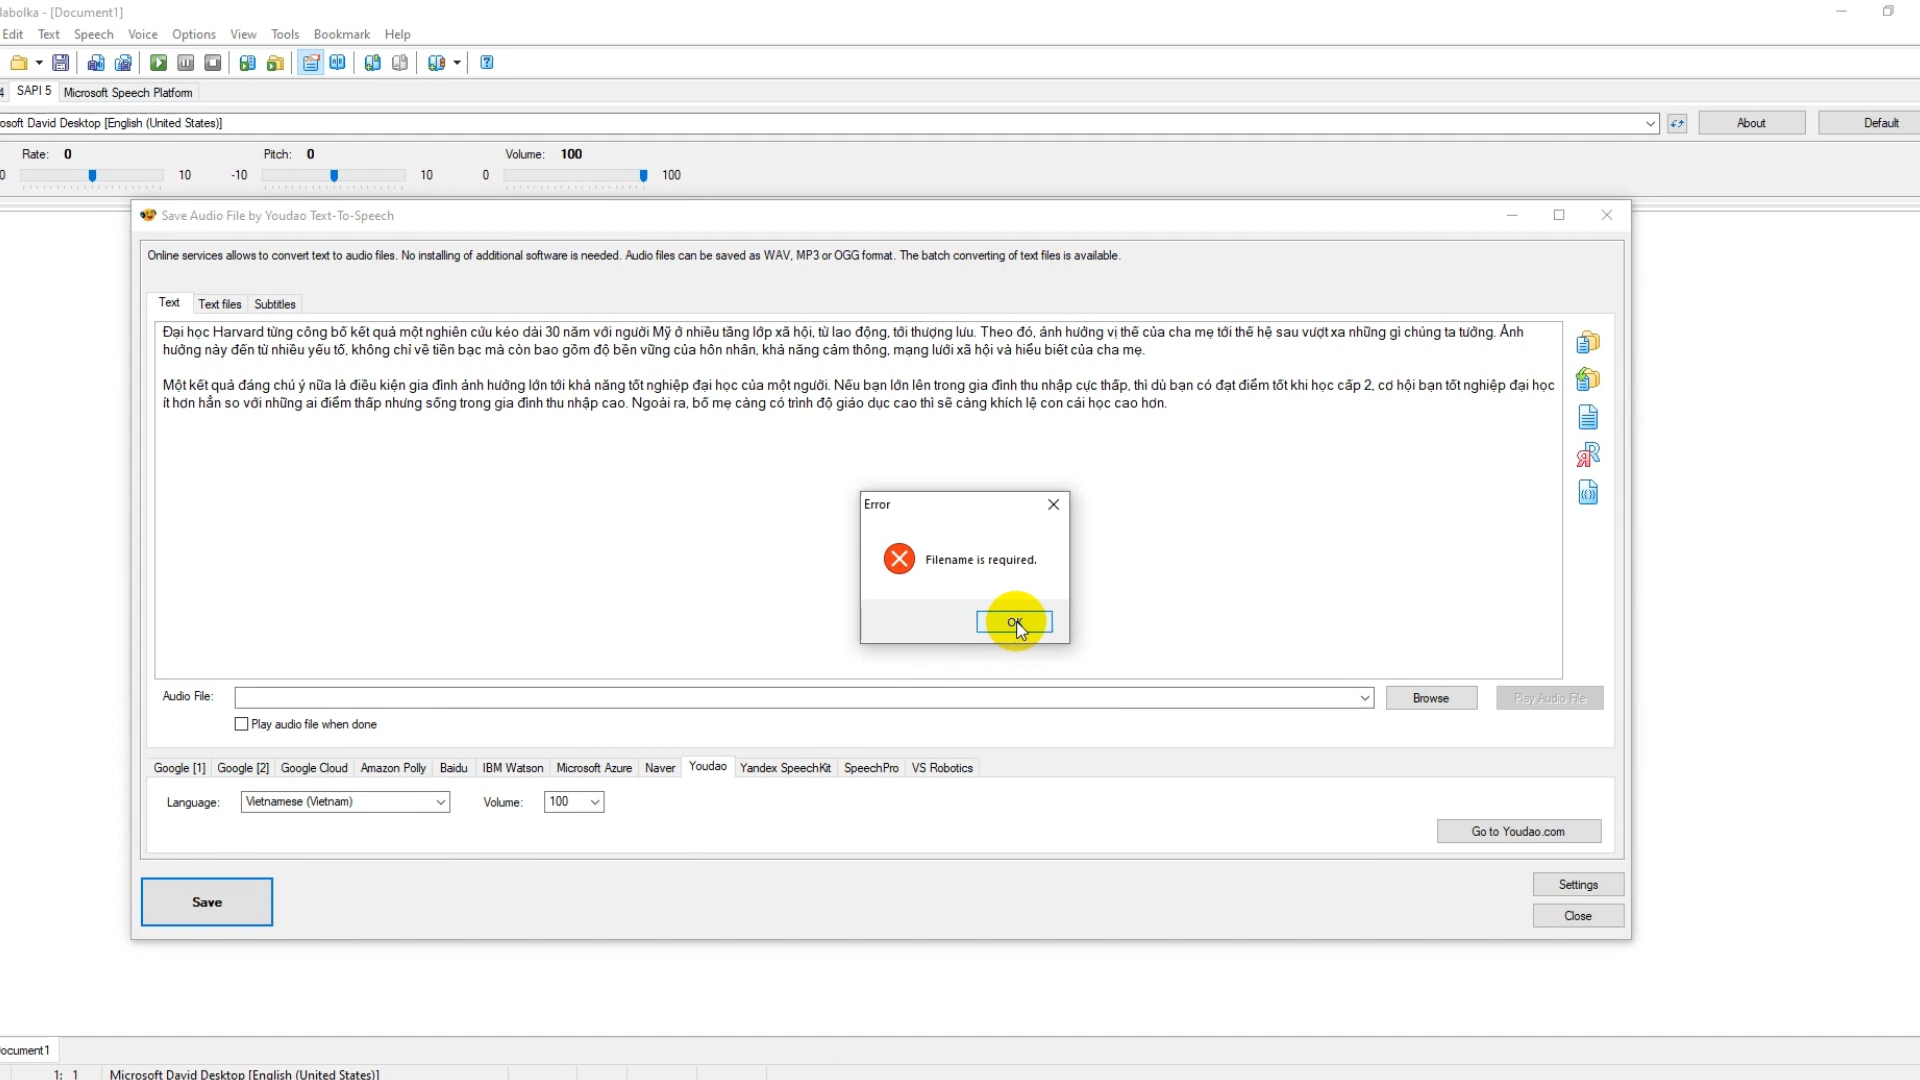 labolka - [Document1]
Edit Text Speech Voice Options View Tools Bookmark Help
4 SAPI 5 Microsoft Speech Platform
osoft David Desktop [English (United States)] About Default
Rate: 0 Pitch: 0 Volume: 100
0 10 -10 10 0 100
Save Audio File by Youdao Text-To-Speech
Online services allows to convert text to audio files. No installing of additional software is needed. Audio files can be saved as WAV, MP3 or OGG format. The batch converting of text files is available.
Text Text files Subtitles
Đại học Harvard từng công bố kết quả một nghiên cứu kéo dài 30 năm với người Mỹ ở nhiều tầng lớp xã hội, từ lao động, tới thượng lưu. Theo đó, ảnh hưởng vị thế của cha mẹ tới thế hệ sau vượt xa những gì chúng ta tưởng. Ảnh
hưởng này đến từ nhiều yếu tố, không chỉ về tiền bạc mà còn bao gồm độ bền vững của hôn nhân, khả năng cảm thông, mạng lưới xã hội và hiểu biết của cha mẹ.
Một kết quả đáng chú ý nữa là điều kiện gia đình ảnh hưởng lớn tới khả năng tốt nghiệp đại học của một người. Nếu bạn lớn lên trong gia đình thu nhập cực thấp, thì dù bạn có đạt điểm tốt khi học cấp 2, cơ hội bạn tốt nghiệp đại học
ít hơn hẳn so với những ai điểm thấp nhưng sống trong gia đình thu nhập cao. Ngoài ra, bố mẹ càng có trình độ giáo dục cao thì sẽ càng khích lệ con cái học cao hơn.
Error
Filename is required.
OK
Audio File: Browse Play Audio File
Play audio file when done
Google [1] Google [2] Google Cloud Amazon Polly Baidu IBM Watson Microsoft Azure Naver Youdao Yandex SpeechKit SpeechPro VS Robotics
Language: Vietnamese (Vietnam) Volume: 100
Go to Youdao.com
Settings
Save
Close
ocument1
1: 1 Microsoft David Desktop [English (United States)]